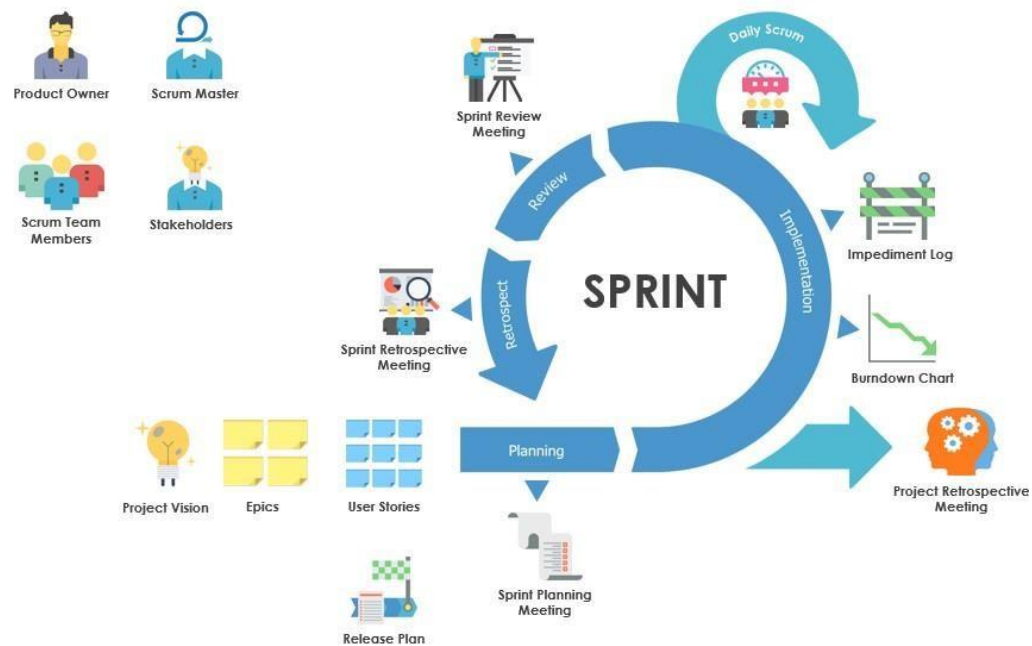 Product Owner
Scrum Master
Scrum Team
Members
Stakeholders
Sprint Review
Meeting
Daily Scrum
Review
Implementation
Impediment Log
SPRINT
Retrospect
Sprint Retrospective
Meeting
Burndown Chart
Planning
Project Vision
Epics
User Stories
Project Retrospective
Meeting
Sprint Planning
Meeting
Release Plan